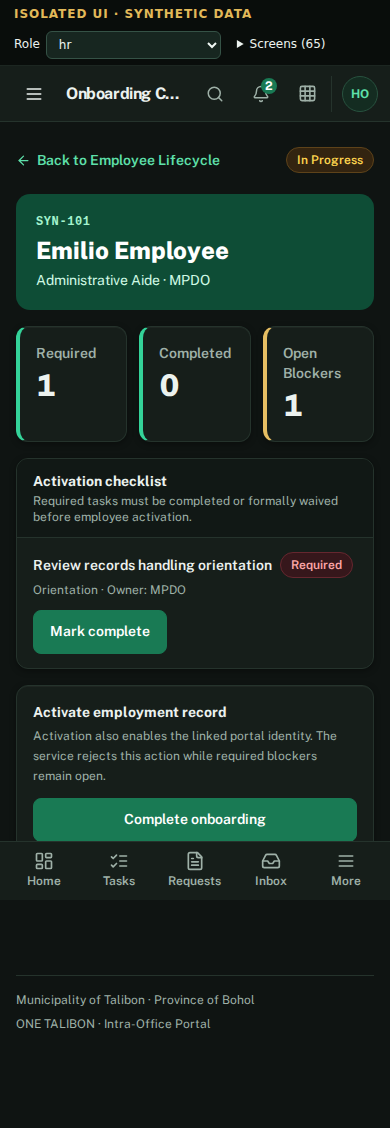 ISOLATED UI · SYNTHETIC DATA
Role hr Screens (65)
Onboarding C... 2 HO
Back to Employee Lifecycle In Progress
SYN-101
Emilio Employee
Administrative Aide · MPDO
Required
1
Completed
0
Open
Blockers
1
Activation checklist
Required tasks must be completed or formally waived
before employee activation.
Review records handling orientation Required
Orientation · Owner: MPDO
Mark complete
Activate employment record
Activation also enables the linked portal identity. The
service rejects this action while required blockers
remain open.
Complete onboarding
Home Tasks Requests Inbox More
Municipality of Talibon · Province of Bohol
ONE TALIBON · Intra-Office Portal